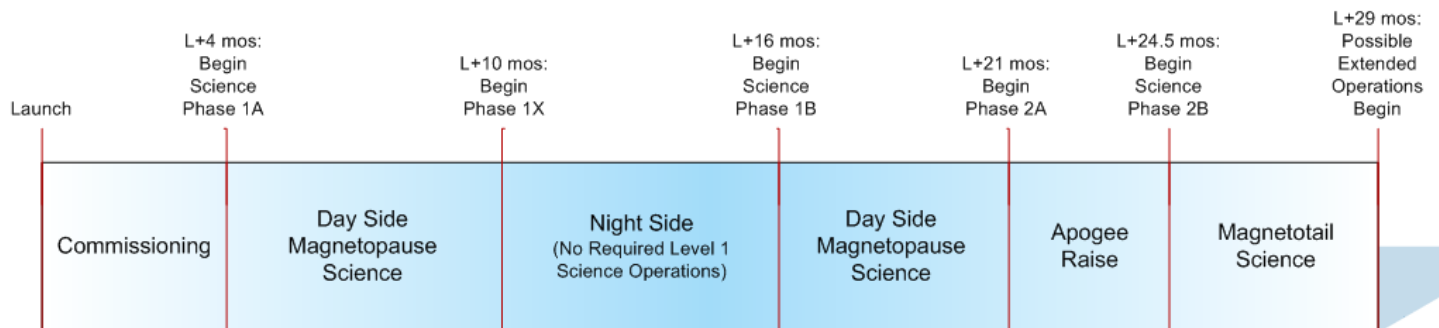 Launch
L+4 mos:
Begin
Science
Phase 1A
L+10 mos:
Begin
Phase 1X
L+16 mos:
Begin
Science
Phase 1B
L+21 mos:
Begin
Phase 2A
L+24.5 mos:
Begin
Science
Phase 2B
L+29 mos:
Possible
Extended
Operations
Begin
Commissioning
Day Side
Magnetopause
Science
Night Side
(No Required Level 1
Science Operations)
Day Side
Magnetopause
Science
Apogee
Raise
Magnetotail
Science